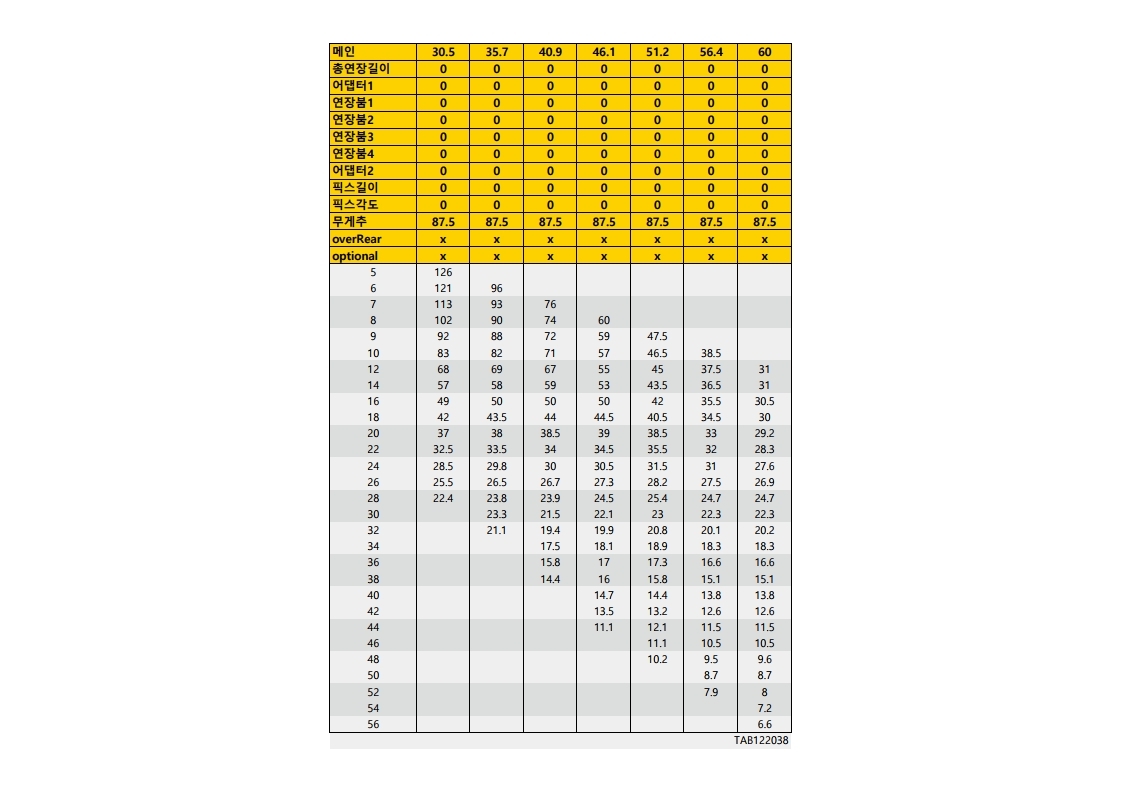 메인 30.5 35.7 40.9 46.1 51.2 56.4 60
총연장길이 0 0 0 0 0 0 0
어댑터1 0 0 0 0 0 0 0
연장붐1 0 0 0 0 0 0 0
연장붐2 0 0 0 0 0 0 0
연장붐3 0 0 0 0 0 0 0
연장붐4 0 0 0 0 0 0 0
어댑터2 0 0 0 0 0 0 0
픽스길이 0 0 0 0 0 0 0
픽스각도 0 0 0 0 0 0 0
무게추 87.5 87.5 87.5 87.5 87.5 87.5 87.5
overRear x x x x x x x
optional x x x x x x x
5 126
6 121 96
7 113 93 76
8 102 90 74 60
9 92 88 72 59 47.5
10 83 82 71 57 46.5 38.5
12 68 69 67 55 45 37.5 31
14 57 58 59 53 43.5 36.5 31
16 49 50 50 50 42 35.5 30.5
18 42 43.5 44 44.5 40.5 34.5 30
20 37 38 38.5 39 38.5 33 29.2
22 32.5 33.5 34 34.5 35.5 32 28.3
24 28.5 29.8 30 30.5 31.5 31 27.6
26 25.5 26.5 26.7 27.3 28.2 27.5 26.9
28 22.4 23.8 23.9 24.5 25.4 24.7 24.7
30 23.3 21.5 22.1 23 22.3 22.3
32 21.1 19.4 19.9 20.8 20.1 20.2
34 17.5 18.1 18.9 18.3 18.3
36 15.8 17 17.3 16.6 16.6
38 14.4 16 15.8 15.1 15.1
40 14.7 14.4 13.8 13.8
42 13.5 13.2 12.6 12.6
44 11.1 12.1 11.5 11.5
46 11.1 10.5 10.5
48 10.2 9.5 9.6
50 8.7 8.7
52 7.9 8
54 7.2
56 6.6
TAB122038